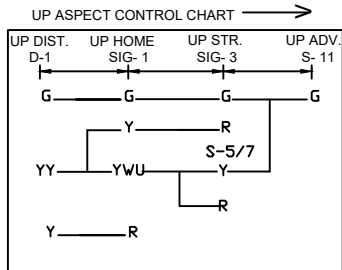 UP ASPECT CONTROL CHART
UP DIST. UP HOME UP STR. UP ADV.
D-1 SIG- 1 SIG- 3 S- 11
G G G G
Y R
S-5/7
YY YWU Y
R
Y R